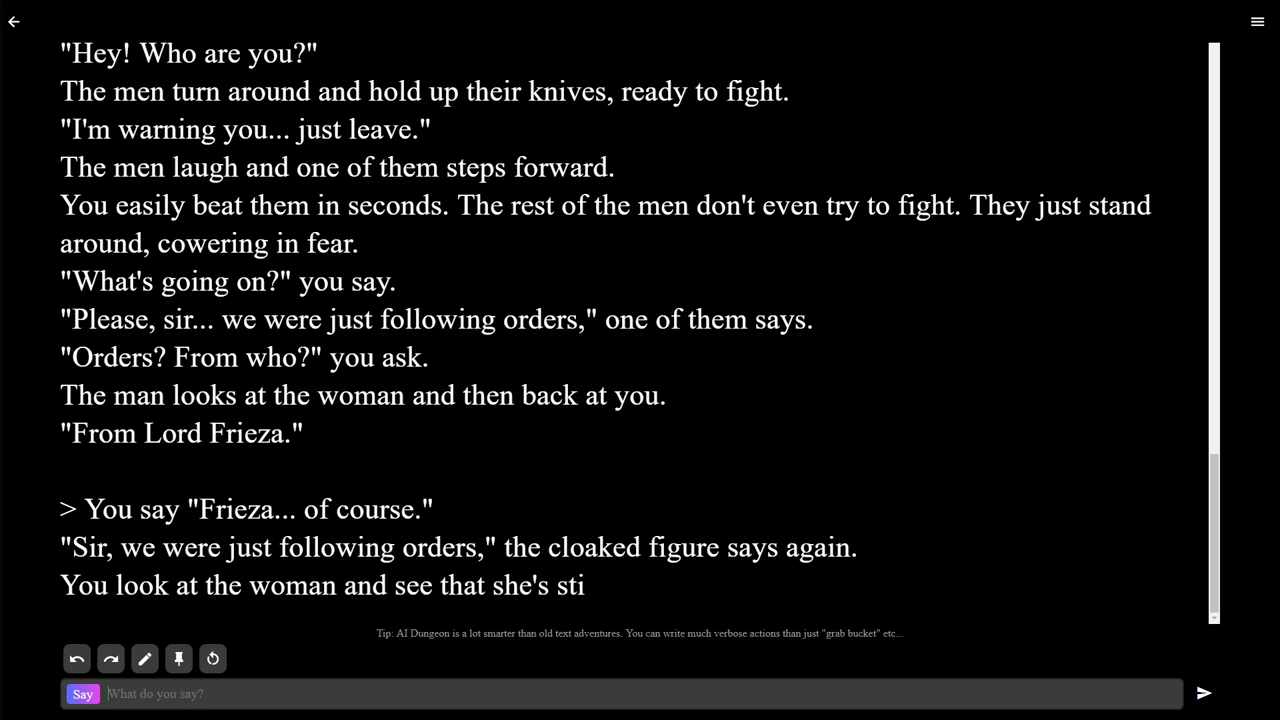 "Hey! Who are you?"
The men turn around and hold up their knives, ready to fight.
"I'm warning you... just leave."
The men laugh and one of them steps forward.
You easily beat them in seconds. The rest of the men don't even try to fight. They just stand
around, cowering in fear.
"What's going on?" you say.
"Please, sir... we were just following orders," one of them says.
"Orders? From who?" you ask.
The man looks at the woman and then back at you.
"From Lord Frieza."
> You say "Frieza... of course."
"Sir, we were just following orders," the cloaked figure says again.
You look at the woman and see that she's sti
Tip: AI Dungeon is a lot smarter than old text adventures. You can write much verbose actions than just "grab bucket" etc...
Say What do you say?